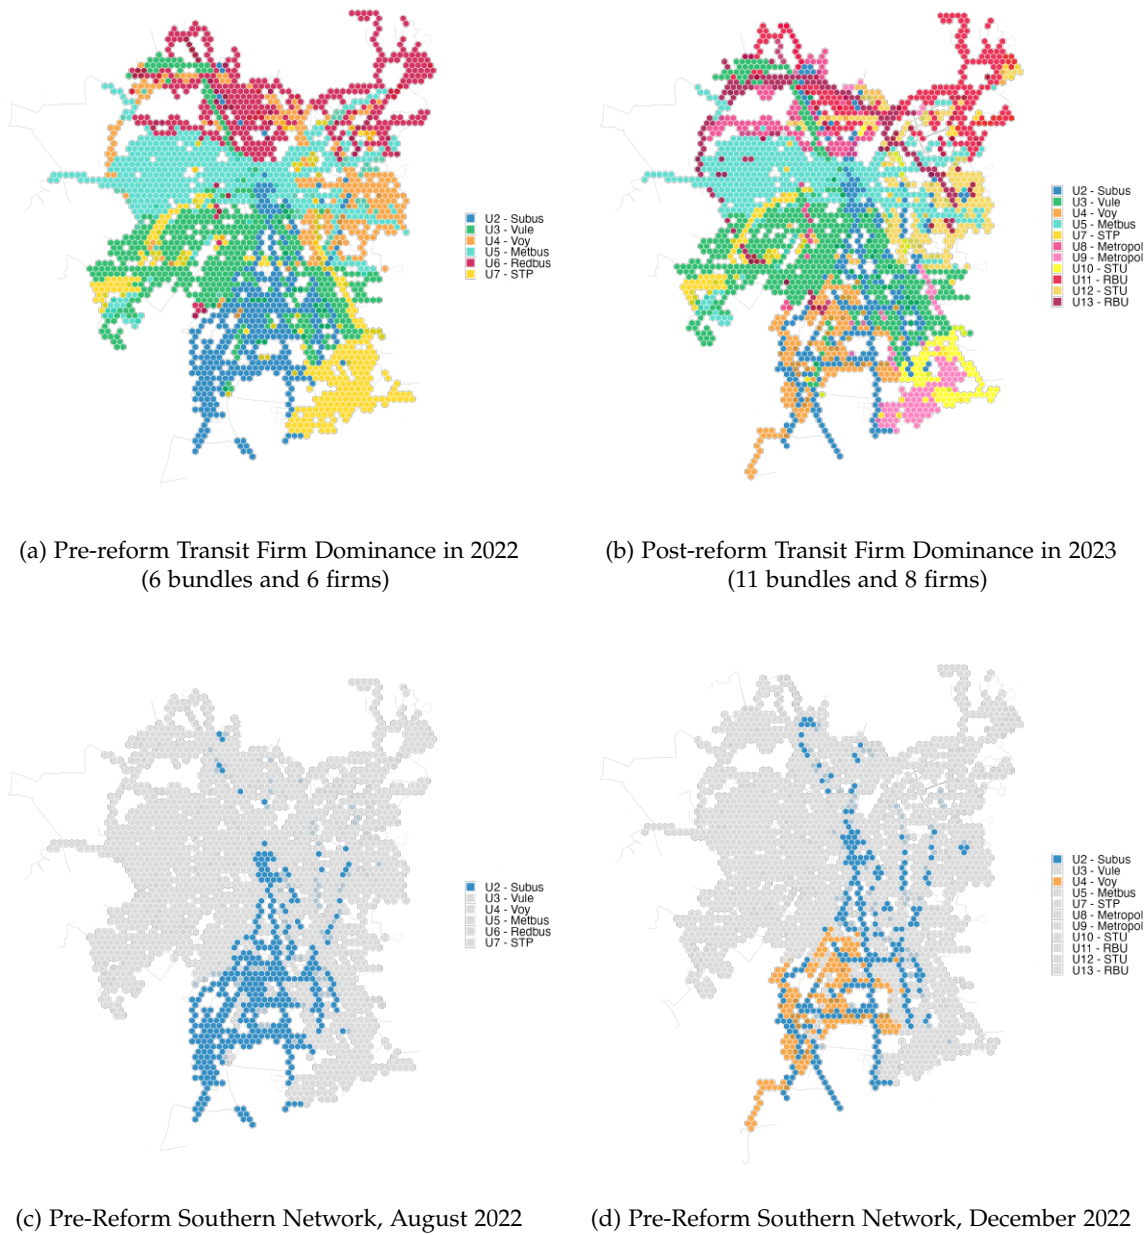 U2 - Subus
U3 - Vule
U4 - Voy
U5 - Metbus
U6 - Redbus
U7 - STP
U2 - Subus
U3 - Vule
U4 - Voy
U5 - Metbus
U7 - STP
U8 - Metropol
U9 - Metropol
U10 - STU
U11 - RBU
U12 - STU
U13 - RBU
(a) Pre-reform Transit Firm Dominance in 2022
(6 bundles and 6 firms)
(b) Post-reform Transit Firm Dominance in 2023
(11 bundles and 8 firms)
U2 - Subus
U3 - Vule
U4 - Voy
U5 - Metbus
U6 - Redbus
U7 - STP
U2 - Subus
U3 - Vule
U4 - Voy
U5 - Metbus
U7 - STP
U8 - Metropol
U9 - Metropol
U10 - STU
U11 - RBU
U12 - STU
U13 - RBU
(c) Pre-Reform Southern Network, August 2022
(d) Pre-Reform Southern Network, December 2022